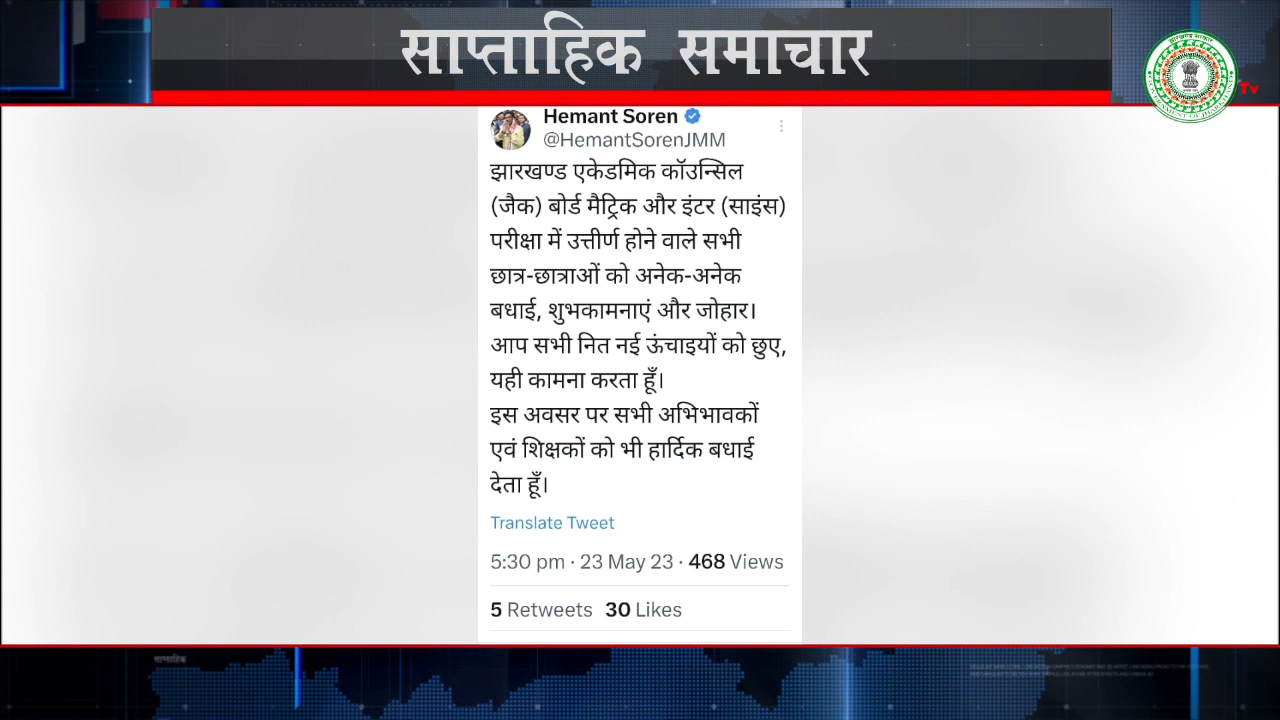 साप्ताहिक समाचार
Tv
Hemant Soren
@HemantSorenJMM
झारखण्ड एकेडमिक कॉउन्सिल
(जैक) बोर्ड मैट्रिक और इंटर (साइंस)
परीक्षा में उत्तीर्ण होने वाले सभी
छात्र-छात्राओं को अनेक-अनेक
बधाई, शुभकामनाएं और जोहार।
आप सभी नित नई ऊंचाइयों को छुए,
यही कामना करता हूँ।
इस अवसर पर सभी अभिभावकों
एवं शिक्षकों को भी हार्दिक बधाई
देता हूँ।
Translate Tweet
5:30 pm · 23 May 23 · 468 Views
5 Retweets 30 Likes
साप्ताहिक